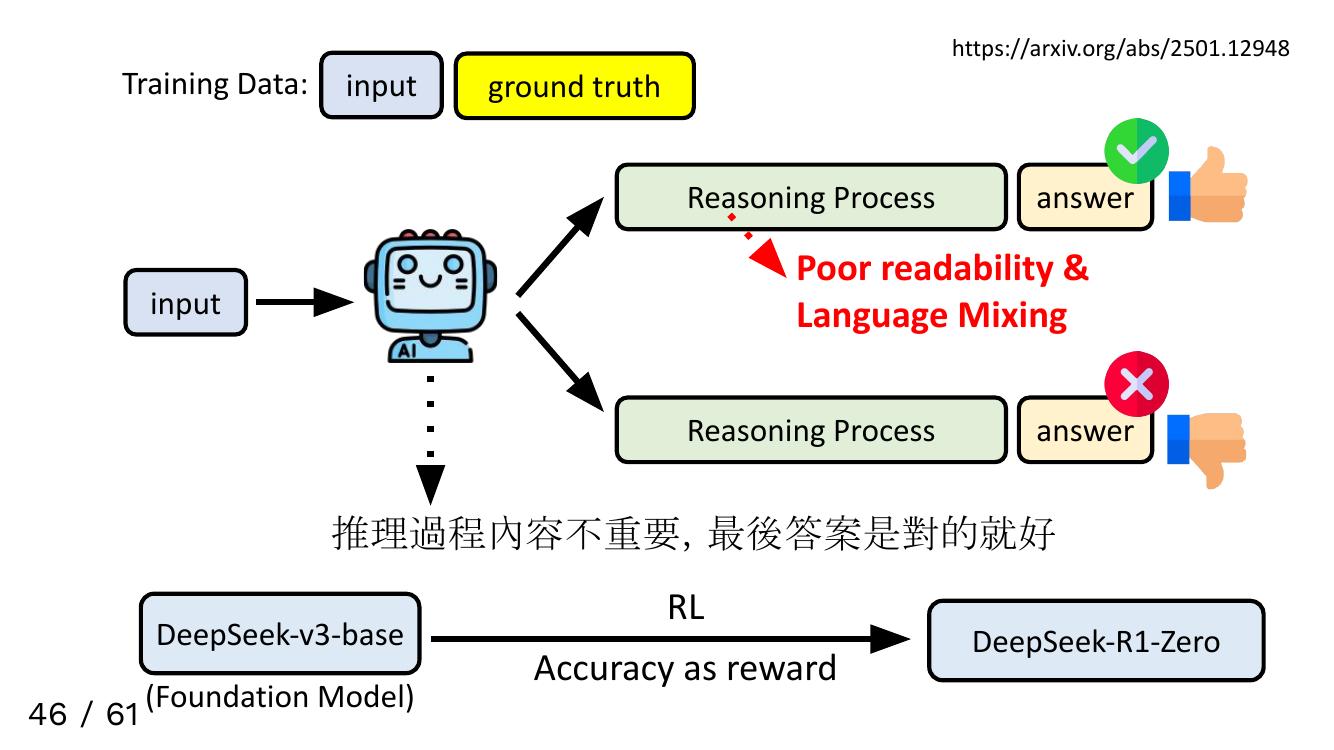 https://arxiv.org/abs/2501.12948
Training Data:
input
ground truth
Reasoning Process
answer
Poor readability &
Language Mixing
input
AI
Reasoning Process
answer
推理過程內容不重要, 最後答案是對的就好
DeepSeek-v3-base
(Foundation Model)
RL
Accuracy as reward
DeepSeek-R1-Zero
46 / 61